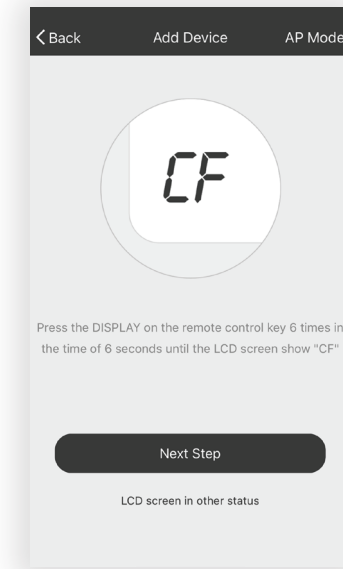 Back Add Device AP Mode
CF
Press the DISPLAY on the remote control key 6 times in
the time of 6 seconds until the LCD screen show "CF"
Next Step
LCD screen in other status